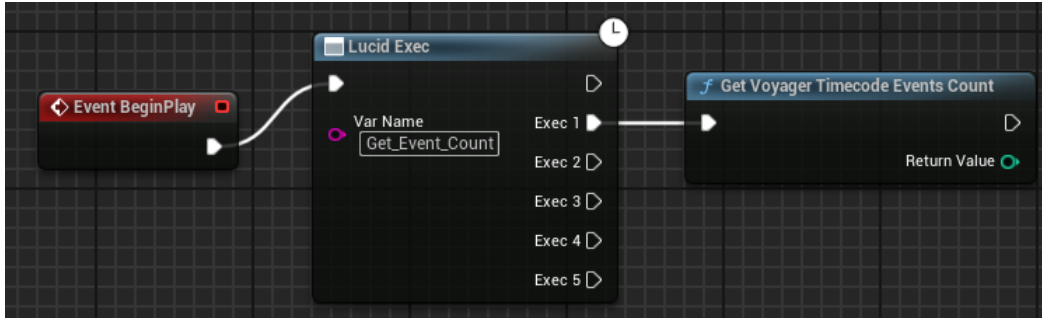 Event BeginPlay
Lucid Exec
Var Name
Get_Event_Count
Exec 1
Exec 2
Exec 3
Exec 4
Exec 5
f Get Voyager Timecode Events Count
Return Value